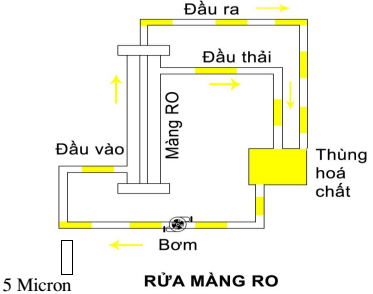 Đầu ra
Đầu thải
Màng RO
Đầu vào
Thùng
hoá
chất
Bơm
5 Micron
RỬA MÀNG RO